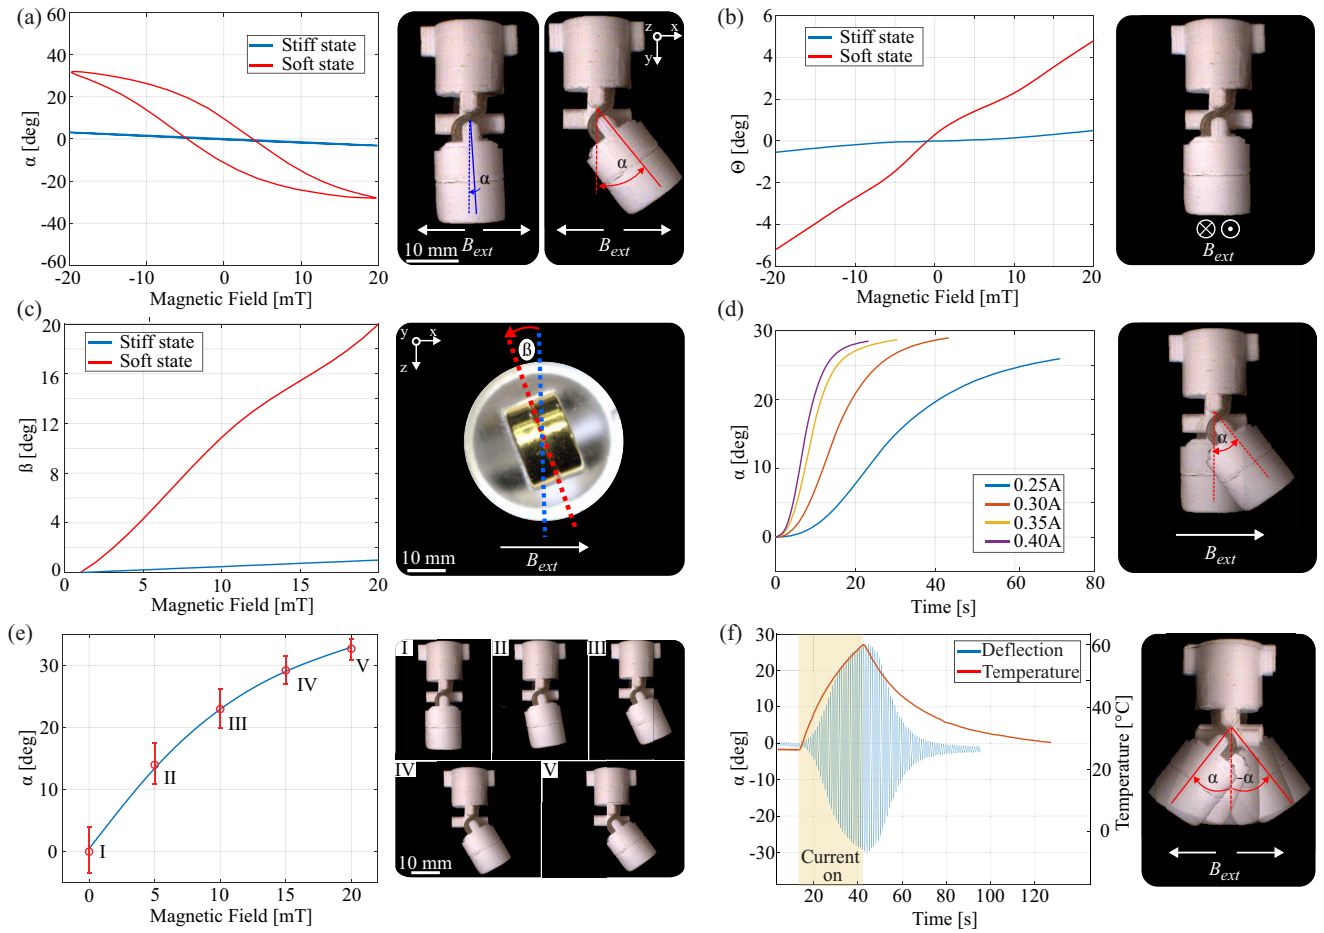 (a)
60
40
20
0
-20
-40
60
α [deg]
Stiff state
Soft state
-20
-10
0
10
20
Magnetic Field [mT]
α
B_ext
10 mm
z
x
y
α
B_ext
(b)
6
4
2
0
-2
-4
-6
Θ [deg]
Stiff state
Soft state
-20
-10
0
10
20
Magnetic Field [mT]
B_ext
(c)
20
16
12
8
4
0
ß [deg]
Stiff state
Soft state
0
5
10
15
20
Magnetic Field [mT]
y
x
z
ß
B_ext
10 mm
(d)
30
20
10
0
α [deg]
0.25A
0.30A
0.35A
0.40A
0
20
40
60
80
Time [s]
α
B_ext
(e)
30
20
10
0
α [deg]
I
II
III
IV
V
0
5
10
15
20
Magnetic Field [mT]
I
II
III
IV
V
10 mm
(f)
30
20
10
0
-10
-20
-30
α [deg]
Deflection
Temperature
Current
on
60
40
20
0
Temperature [°C]
20
40
60
80
100
120
Time [s]
α
-α
B_ext